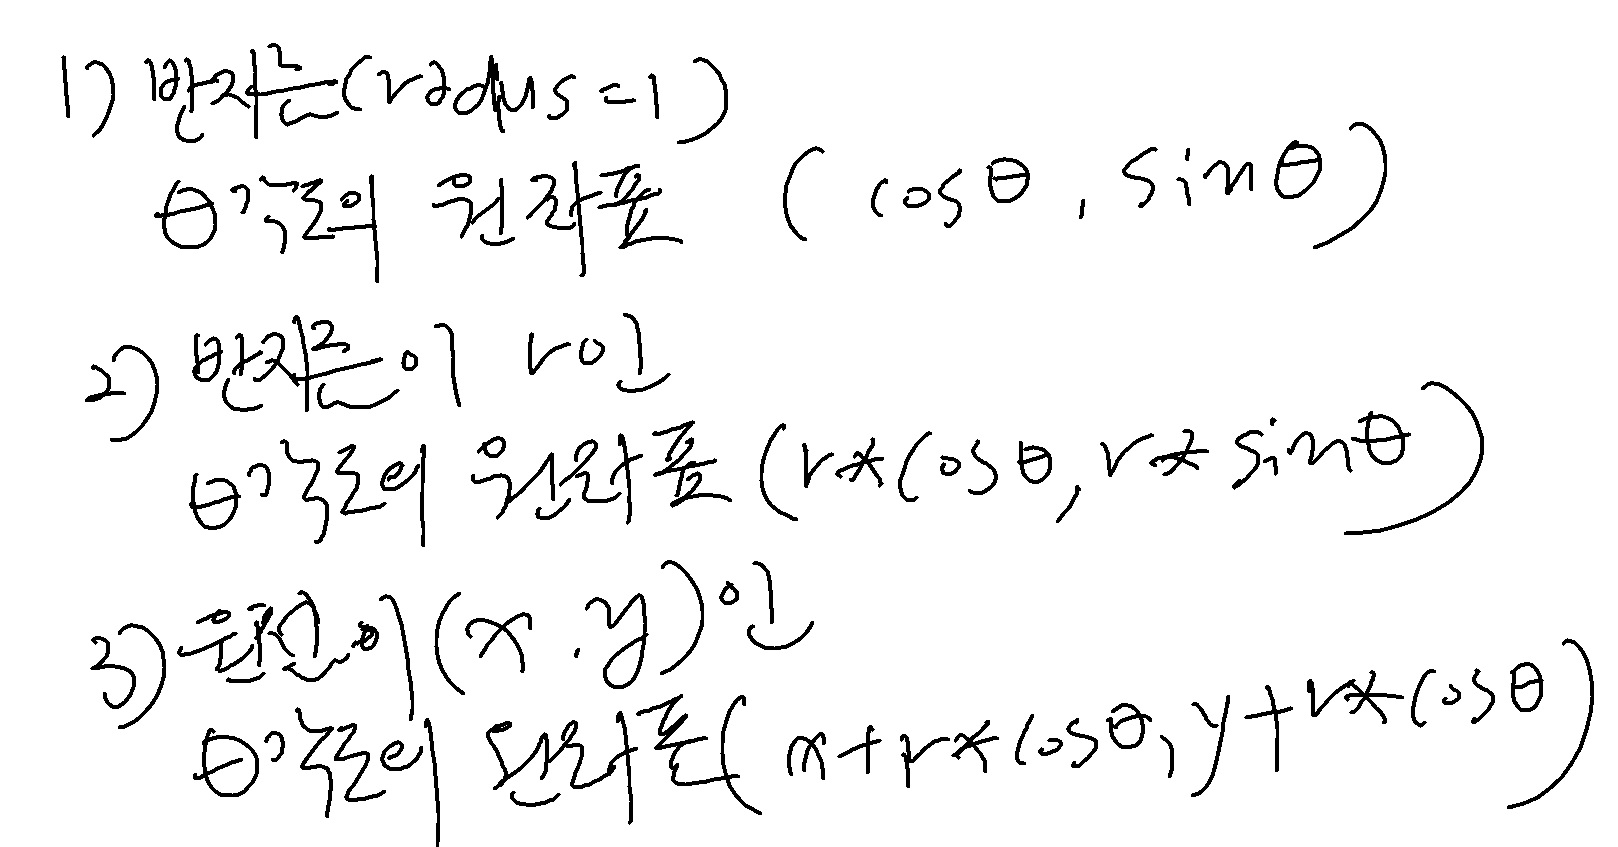 1) 반지름(radius=1)
θ각도의 원좌표 (cosθ, sinθ)
2) 반지름이 r인
θ각도의 원좌표 (r*cosθ, r*sinθ)
3) 원점이 (x.y)인
θ각도의 원좌표 (x+r*cosθ, y+r*cosθ)